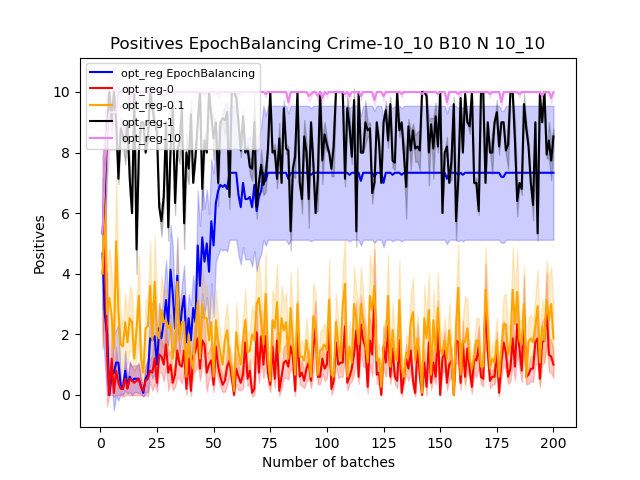 Positives EpochBalancing Crime-10_10 B10 N 10_10
opt_reg EpochBalancing
opt_reg-0
opt_reg-0.1
opt_reg-1
opt_reg-10
Positives
10
8
6
4
2
0
0 25 50 75 100 125 150 175 200
Number of batches